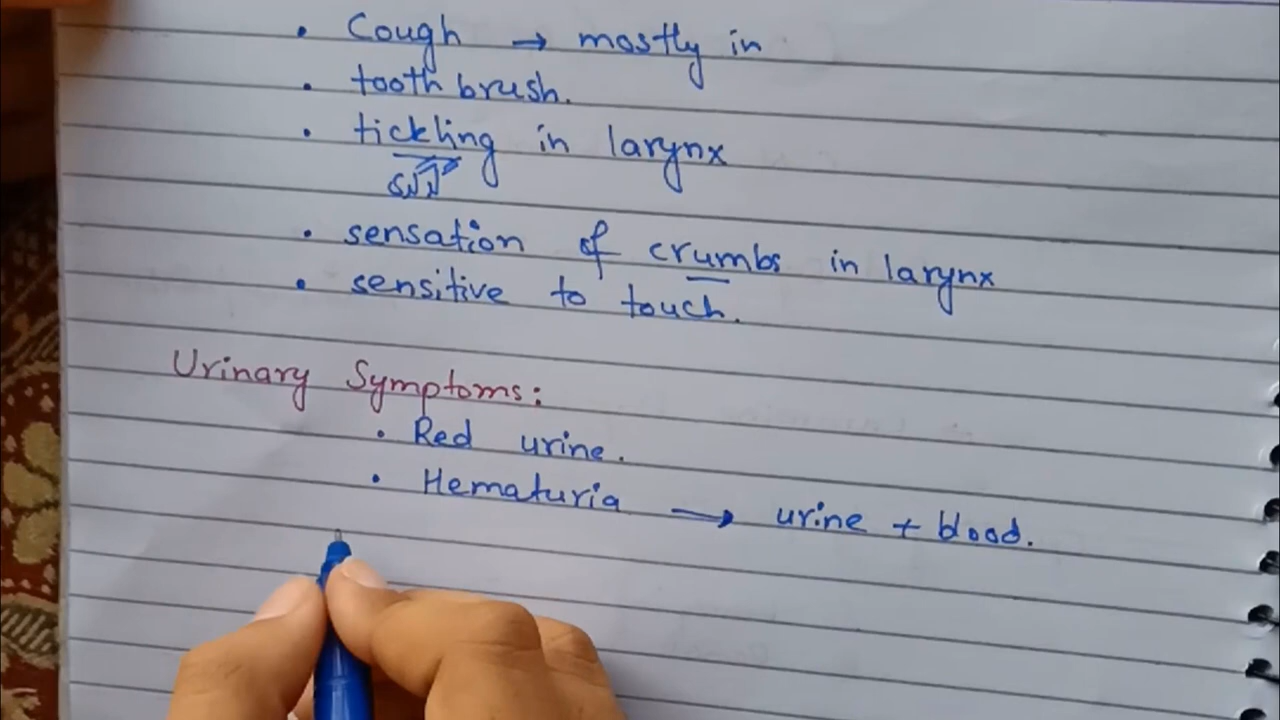 • Cough → mostly in
• tooth brush.
• tickling in larynx
• sensation of crumbs in larynx
• sensitive to touch.
Urinary Symptoms:
• Red urine.
• Hematuria → urine + blood.